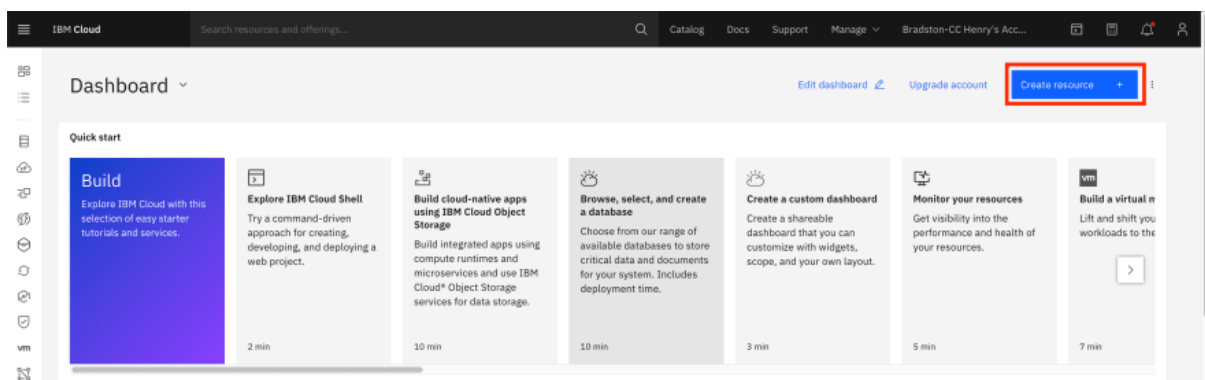 IBM Cloud
Search resources and offerings...
Catalog
Docs
Support
Manage
Bradston-CC Henry's Acc...
Dashboard
Edit dashboard
Upgrade account
Create resource +
Quick start
Build
Explore IBM Cloud with this
selection of easy starter
tutorials and services.
Explore IBM Cloud Shell
Try a command-driven
approach for creating,
developing, and deploying a
web project.
2 min
Build cloud-native apps
using IBM Cloud Object
Storage
Build integrated apps using
compute runtimes and
microservices and use IBM
Cloud® Object Storage
services for data storage.
10 min
Browse, select, and create
a database
Choose from our range of
available databases to store
critical data and documents
for your system. Includes
deployment time.
10 min
Create a custom dashboard
Create a shareable
dashboard that you can
customize with widgets,
scope, and your own layout.
3 min
Monitor your resources
Get visibility into the
performance and health of
your resources.
5 min
vm
Build a virtual m
Lift and shift you
workloads to the
7 min
vm